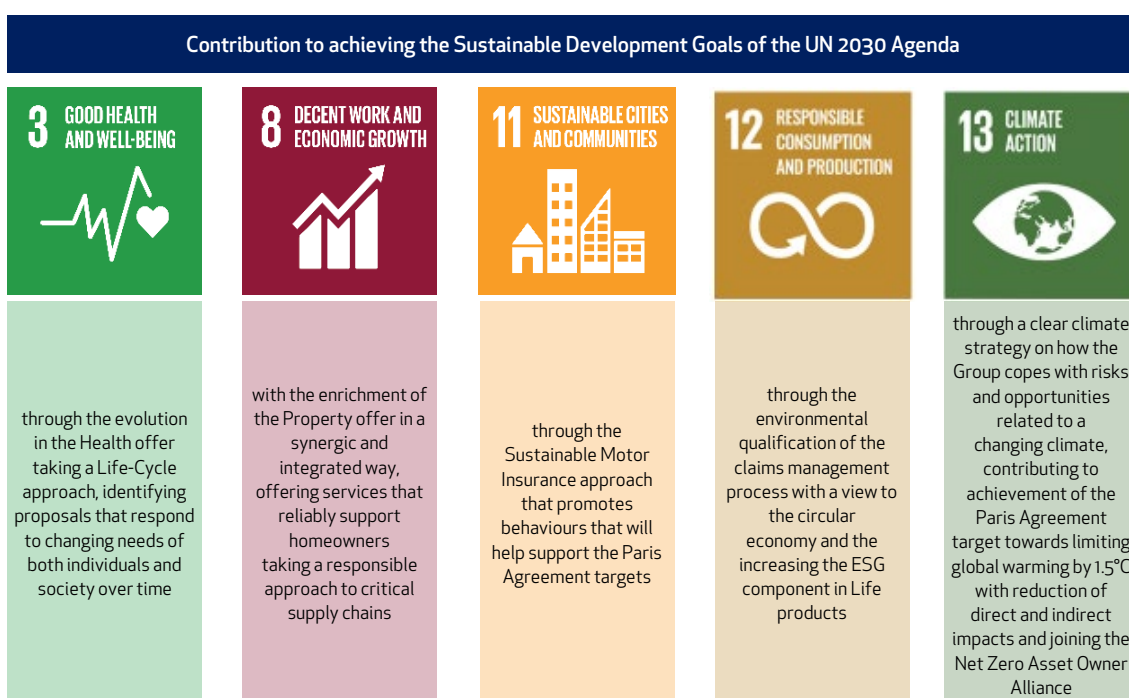 Contribution to achieving the Sustainable Development Goals of the UN 2030 Agenda
3 GOOD HEALTH
AND WELL-BEING
through the evolution
in the Health offer
taking a Life-Cycle
approach, identifying
proposals that respond
to changing needs of
both individuals and
society over time
8 DECENT WORK AND
ECONOMIC GROWTH
with the enrichment of
the Property offer in a
synergic and
integrated way,
offering services that
reliably support
homeowners
taking a responsible
approach to critical
supply chains
11 SUSTAINABLE CITIES
AND COMMUNITIES
through the
Sustainable Motor
Insurance approach
that promotes
behaviours that will
help support the Paris
Agreement targets
12 RESPONSIBLE
CONSUMPTION
AND PRODUCTION
through the
environmental
qualification of the
claims management
process with a view to
the circular
economy and the
increasing the ESG
component in Life
products
13 CLIMATE
ACTION
through a clear climate
strategy on how the
Group copes with risks
and opportunities
related to a
changing climate,
contributing to
achievement of the
Paris Agreement
target towards limiting
global warming by 1.5°C
with reduction of
direct and indirect
impacts and joining the
Net Zero Asset Owner
Alliance